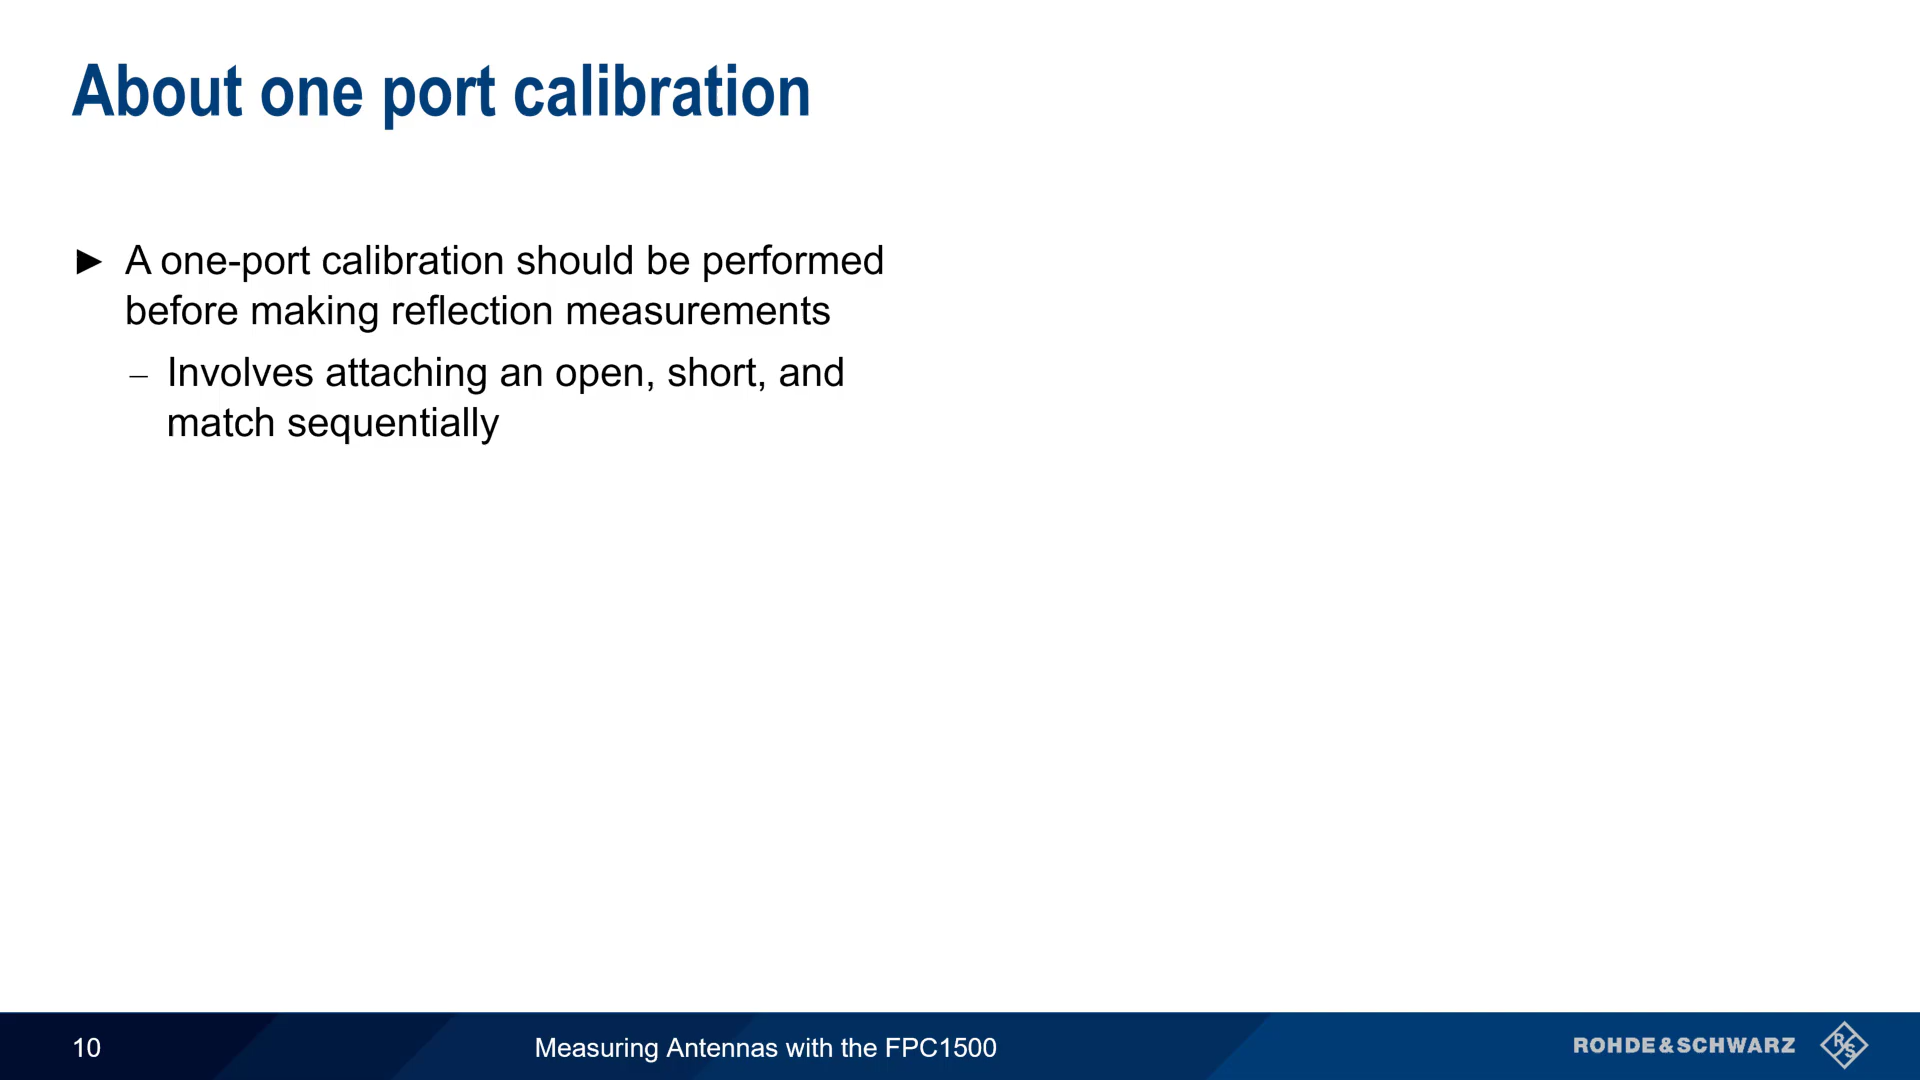 About one port calibration
► A one-port calibration should be performed
before making reflection measurements
– Involves attaching an open, short, and
match sequentially
10
Measuring Antennas with the FPC1500
ROHDE&SCHWARZ
R&S